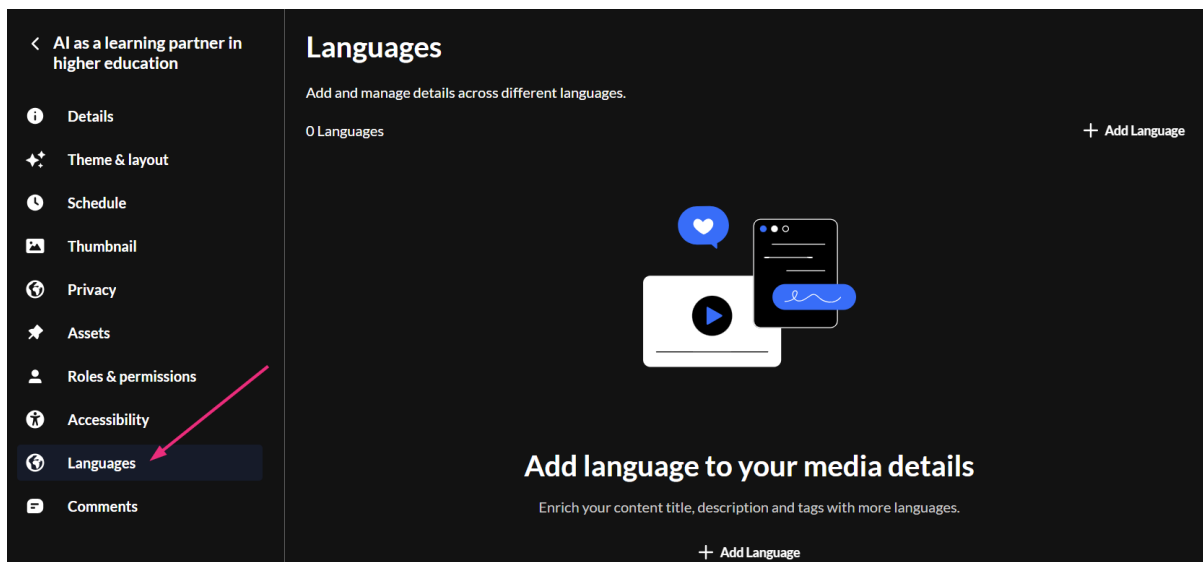 AI as a learning partner in
higher education
Details
Theme & layout
Schedule
Thumbnail
Privacy
Assets
Roles & permissions
Accessibility
Languages
Comments
Languages
Add and manage details across different languages.
0 Languages
+ Add Language
Add language to your media details
Enrich your content title, description and tags with more languages.
+ Add Language